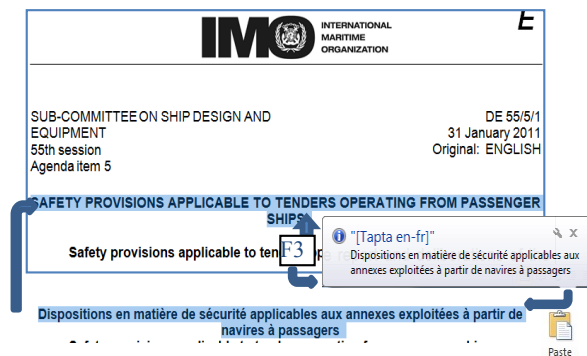 E
IMO
INTERNATIONAL
MARITIME
ORGANIZATION
SUB-COMMITTEE ON SHIP DESIGN AND
EQUIPMENT
55th session
Agenda item 5
DE 55/5/1
31 January 2011
Original: ENGLISH
SAFETY PROVISIONS APPLICABLE TO TENDERS OPERATING FROM PASSENGER
SHIPS
Safety provisions applicable to
F3
"[Tapta en-fr]"
Dispositions en matière de sécurité applicables aux
annexes exploitées à partir de navires à passagers
Dispositions en matière de sécurité applicables aux annexes exploitées à partir de
navires à passagers
Paste